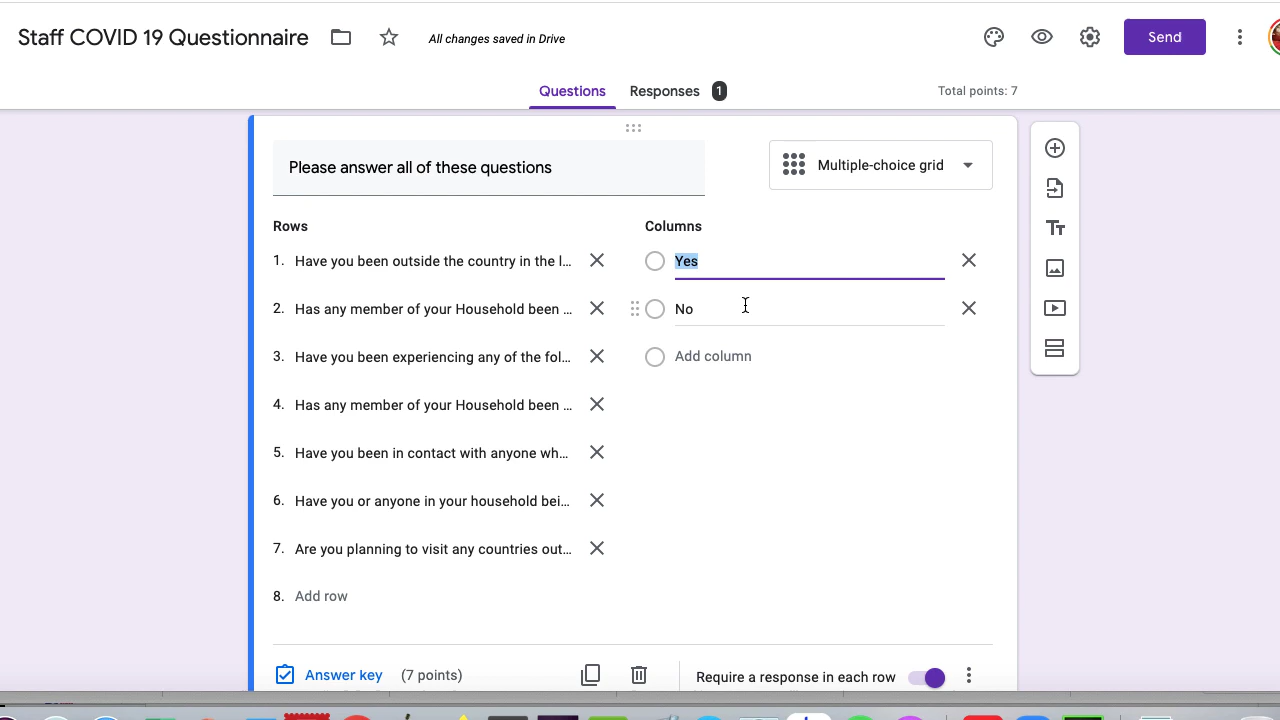 Staff COVID 19 Questionnaire
All changes saved in Drive
Send
Questions
Responses 1
Total points: 7
Please answer all of these questions
Multiple-choice grid
Rows
Columns
1. Have you been outside the country in the l...
Yes
2. Has any member of your Household been ...
No
3. Have you been experiencing any of the fol...
Add column
4. Has any member of your Household been ...
5. Have you been in contact with anyone wh...
6. Have you or anyone in your household bei...
7. Are you planning to visit any countries out...
8. Add row
Answer key (7 points)
Require a response in each row